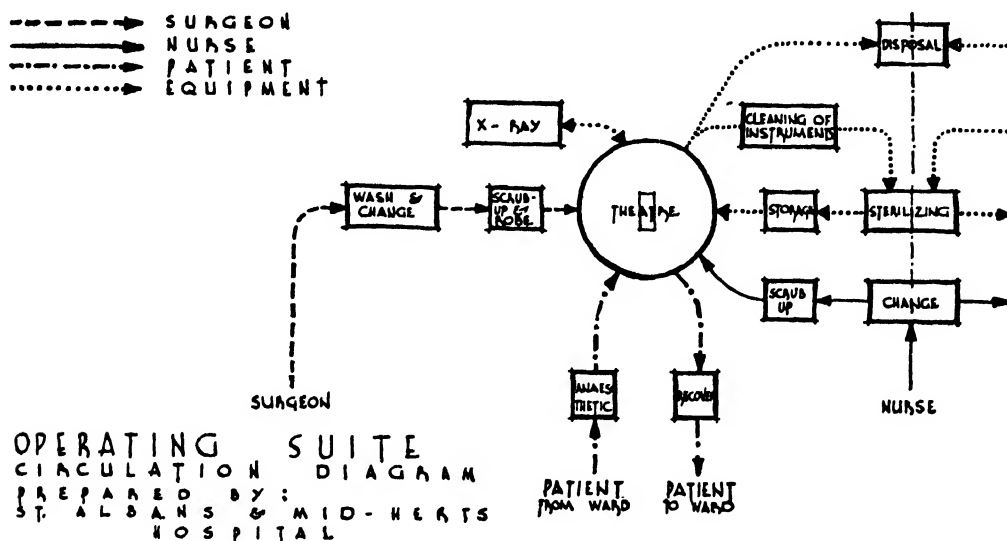 SURGEON
NURSE
PATIENT
EQUIPMENT
DISPOSAL
X-RAY
CLEANING OF
INSTRUMENTS
WASH &
CHANGE
SCRUB-
UP &
ROBE
THEATRE
STORAGE
STERILIZING
SCRUB
UP
CHANGE
ANAES
THETIC
RECOVER
SURGEON
NURSE
PATIENT
FROM WARD
PATIENT
TO WARD
OPERATING SUITE
CIRCULATION DIAGRAM
PREPARED BY:
ST. ALBANS & MID-HERTS
HOSPITAL